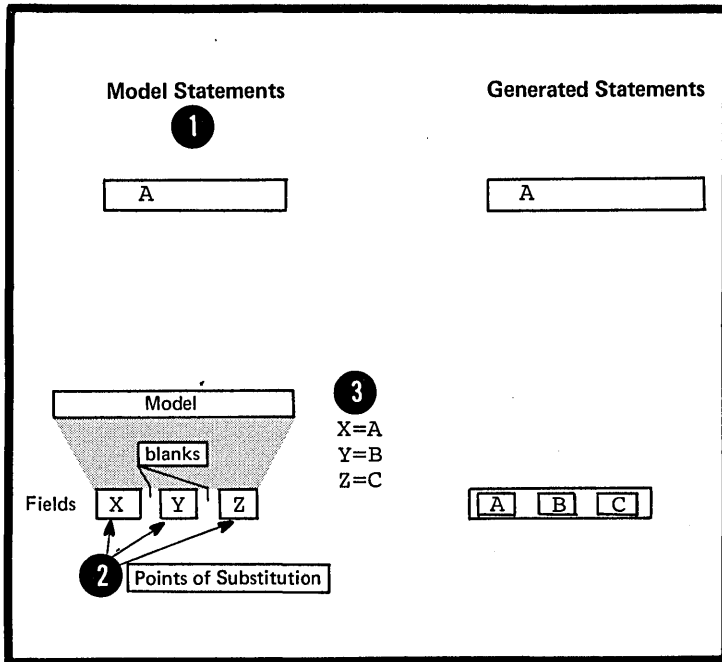 Model Statements
Generated Statements
1
A
A
Model
3
X=A
blanks
Y=B
Z=C
Fields X Y Z
A B C
2 Points of Substitution